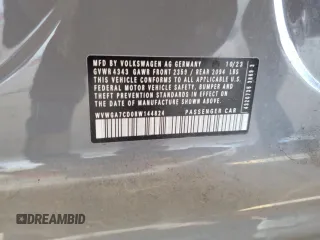 MFD BY VOLKSWAGEN AG GERMANY 10/23
GVWR 4343 GAWR FRONT 2359 / REAR 2094 LBS
THIS VEHICLE CONFORMS TO ALL APPLICABLE U.S.
FEDERAL MOTOR VEHICLE SAFETY, BUMPER, AND
THEFT PREVENTION STANDARDS IN EFFECT ON THE
DATE OF MANUFACTURE SHOWN ABOVE.
PASSENGER CAR
DREAMBID